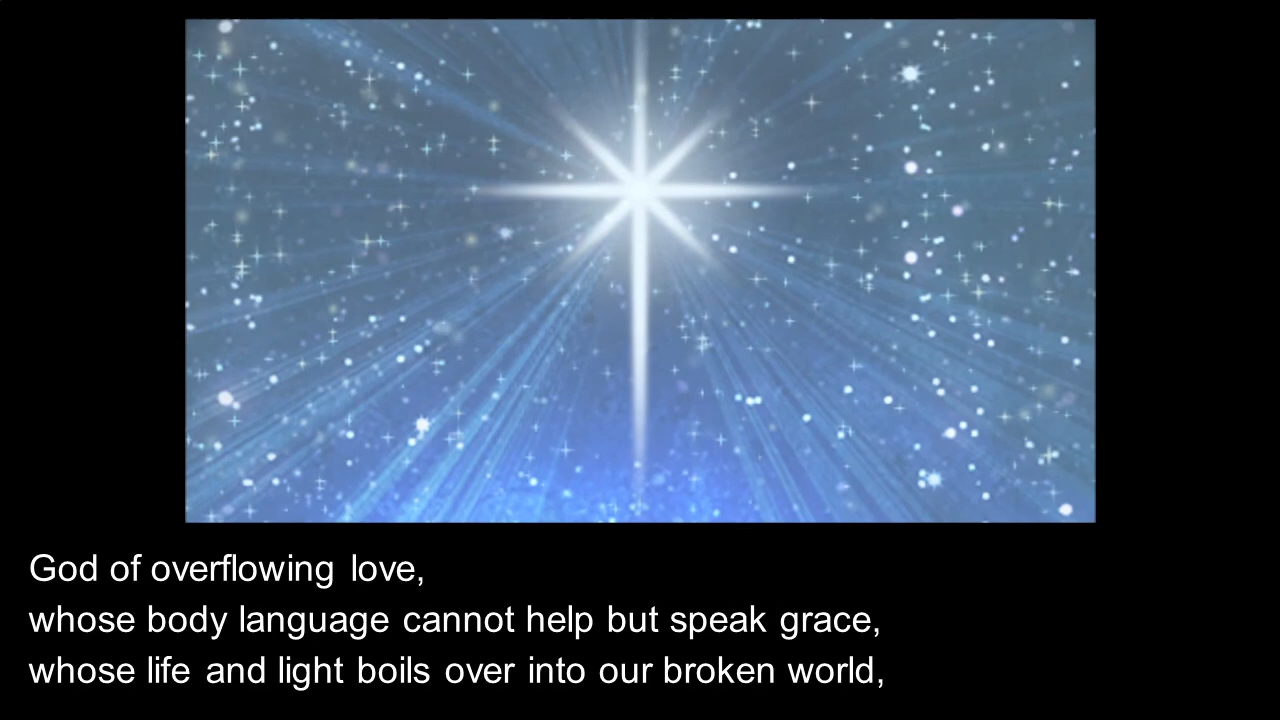 God of overflowing love,
whose body language cannot help but speak grace,
whose life and light boils over into our broken world,